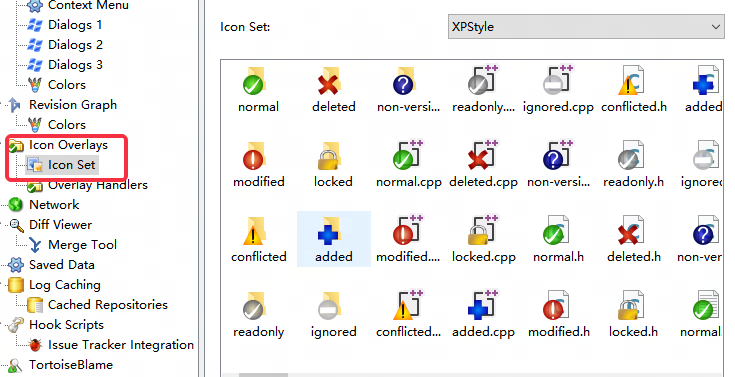 Context Menu
Dialogs 1
Dialogs 2
Dialogs 3
Colors
Revision Graph
Colors
Icon Overlays
Icon Set
Overlay Handlers
Network
Diff Viewer
Merge Tool
Saved Data
Log Caching
Cached Repositories
Hook Scripts
Issue Tracker Integration
TortoiseBlame
Icon Set: XPStyle
normal deleted non-versi... readonly.... ignored.cpp conflicted.h added
modified locked normal.cpp deleted.cpp non-versi... readonly.h ignored
conflicted added modified.... locked.cpp normal.h deleted.h non-ver
readonly ignored conflicted... added.cpp modified.h locked.h normal